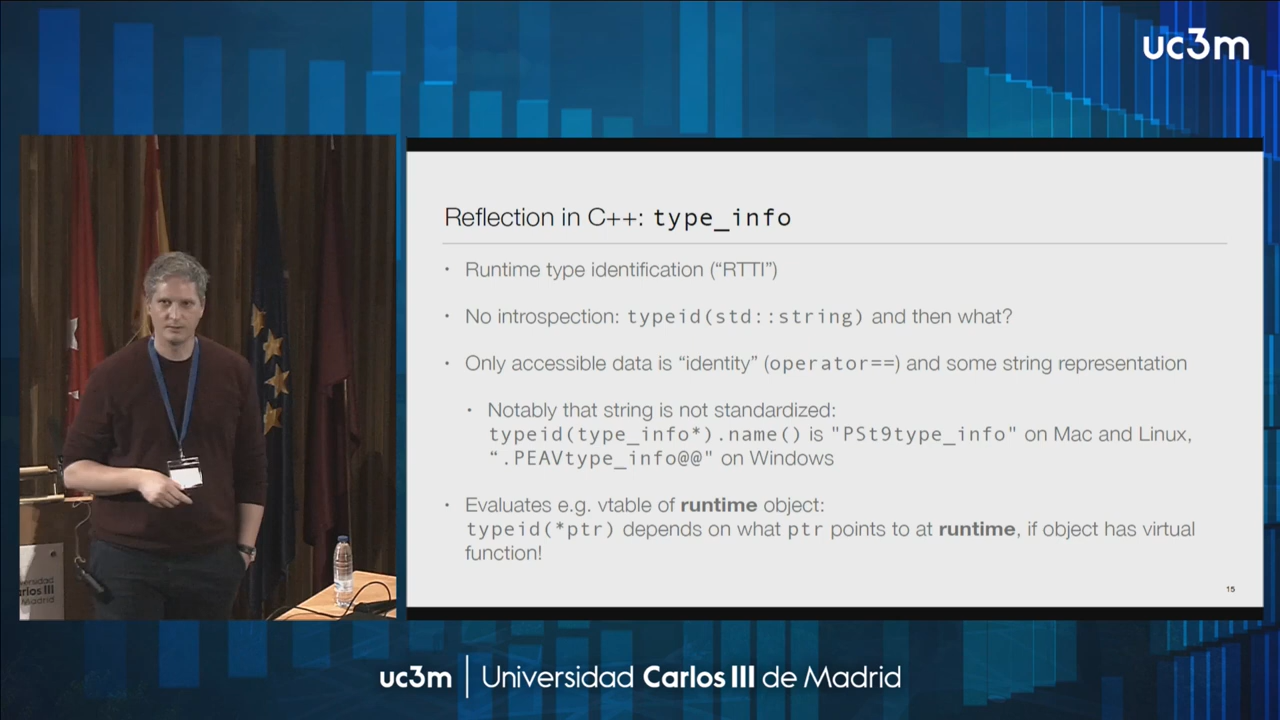 uc3m
Reflection in C++: type_info
• Runtime type identification (“RTTI”)
• No introspection: typeid(std::string) and then what?
• Only accessible data is “identity” (operator==) and some string representation
• Notably that string is not standardized:
typeid(type_info*).name() is "PSt9type_info" on Mac and Linux,
“.PEAVtype_info@@" on Windows
• Evaluates e.g. vtable of runtime object:
typeid(*ptr) depends on what ptr points to at runtime, if object has virtual
function!
15
Carlos III
Madrid
uc3m | Universidad Carlos III de Madrid